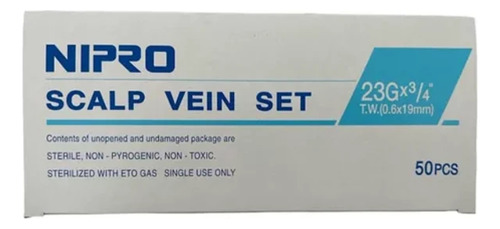 NIPRO
SCALP VEIN SET
23G×3/4"
T.W.(0.6x19mm)
Contents of unopened and undamaged package are
STERILE, NON - PYROGENIC, NON - TOXIC.
STERILIZED WITH ETO GAS SINGLE USE ONLY
50PCS